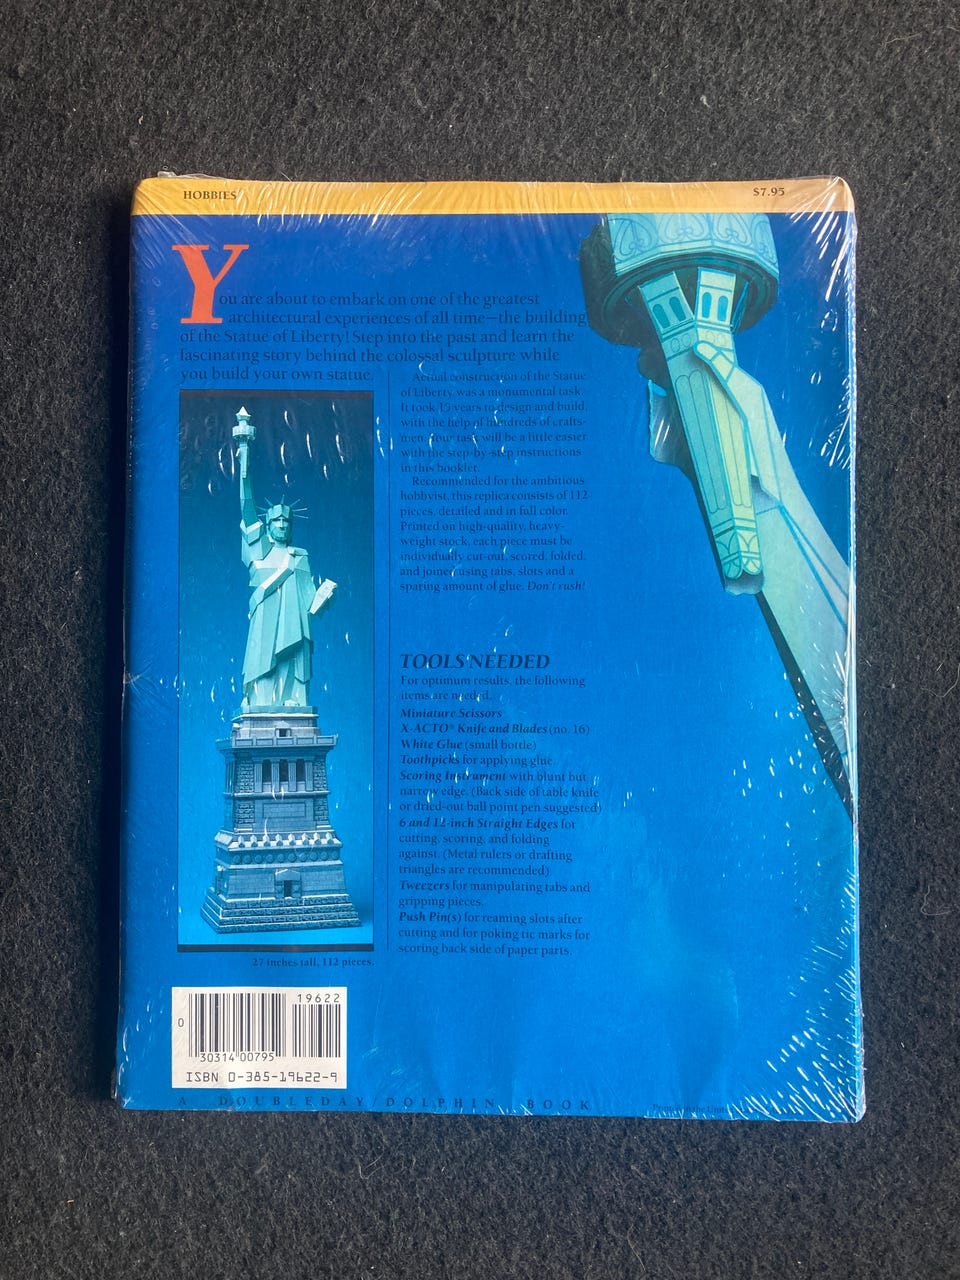 HOBBIES
$7.95
You are about to embark on one of the greatest
architectural experiences of all time—the building
of the Statue of Liberty! Step into the past and learn the
fascinating story behind the colossal sculpture while
you build your own statue.
Actual construction of the Statue
of Liberty was a monumental task.
It took 15 years to design and build,
with the help of hundreds of crafts-
men. Your task will be a little easier
with the step-by-step instructions
in this booklet.
Recommended for the ambitious
hobbyist, this replica consists of 112
pieces, detailed and in full color.
Printed on high-quality, heavy-
weight stock, each piece must be
individually cut-out, scored, folded,
and joined using tabs, slots and a
sparing amount of glue. Don't rush!
TOOLS NEEDED
For optimum results, the following
items are needed.
Miniature Scissors
X-ACTO® Knife and Blades (no. 16)
White Glue (small bottle)
Toothpicks for applying glue.
Scoring Instrument with blunt but
narrow edge. (Back side of table knife
or dried-out ball point pen suggested)
6 and 12-inch Straight Edges for
cutting, scoring, and folding
against. (Metal rulers or drafting
triangles are recommended)
Tweezers for manipulating tabs and
gripping pieces.
Push Pin(s) for reaming slots after
cutting and for poking tic marks for
scoring back side of paper parts.
27 inches tall, 112 pieces.
19622
0
30314 00795
ISBN 0-385-19622-9
A DOUBLEDAY/DOLPHIN BOOK
Printed in the